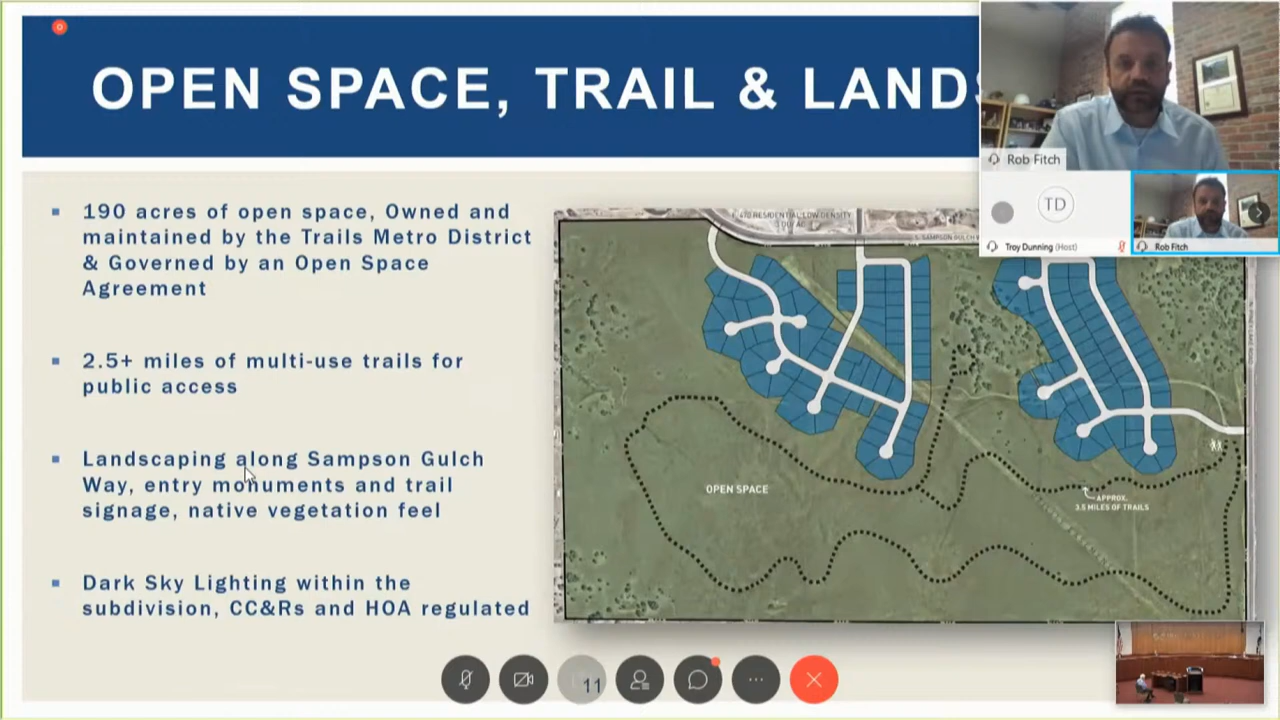 OPEN SPACE, TRAIL & LANDS
190 acres of open space, Owned and
maintained by the Trails Metro District
& Governed by an Open Space
Agreement
2.5+ miles of multi-use trails for
public access
Landscaping along Sampson Gulch
Way, entry monuments and trail
signage, native vegetation feel
Dark Sky Lighting within the
subdivision, CC&Rs and HOA regulated
RESIDENTIAL LOW DENSITY
OPEN SPACE
APPROX.
3.5 MILES OF TRAILS
Rob Fitch
TD
Troy Dunning (Host)
Rob Fitch
11